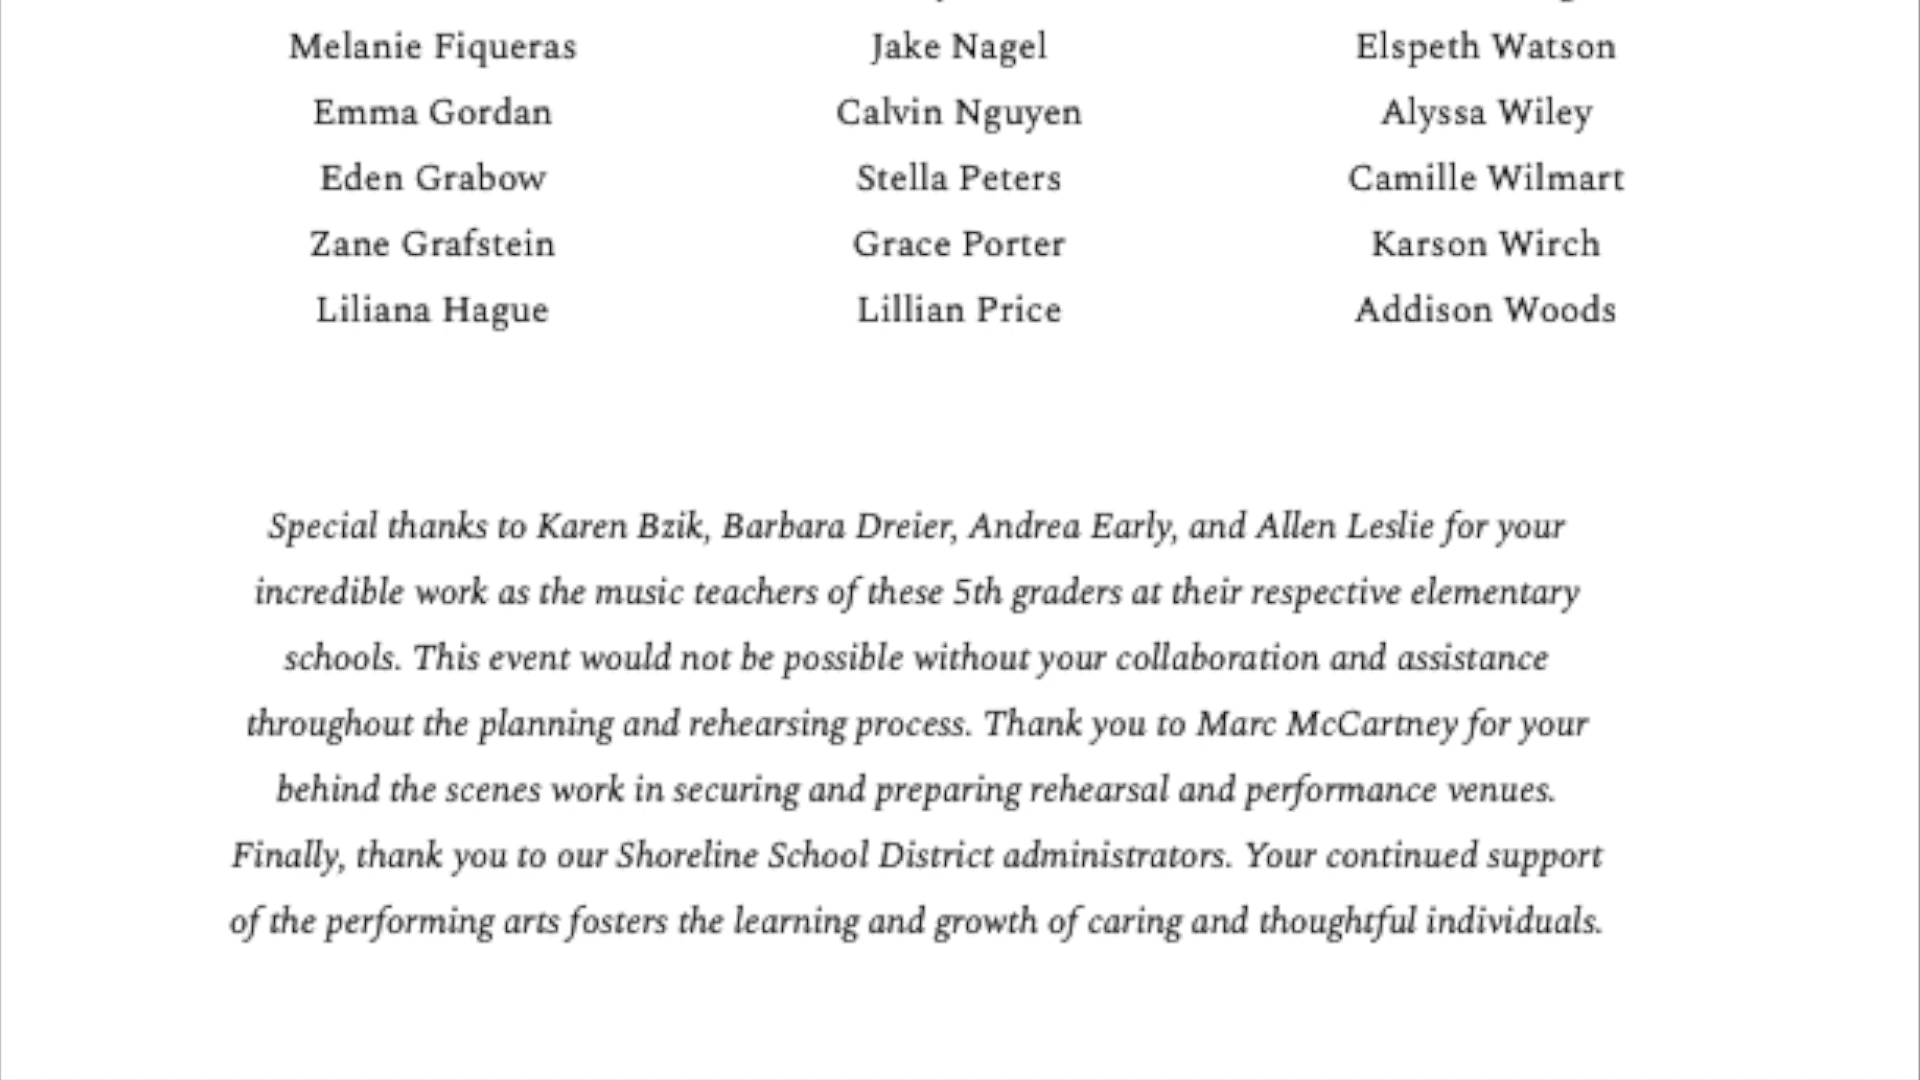 Melanie Fiqueras Jake Nagel Elspeth Watson
Emma Gordan Calvin Nguyen Alyssa Wiley
Eden Grabow Stella Peters Camille Wilmart
Zane Grafstein Grace Porter Karson Wirch
Liliana Hague Lillian Price Addison Woods
Special thanks to Karen Bzik, Barbara Dreier, Andrea Early, and Allen Leslie for your
incredible work as the music teachers of these 5th graders at their respective elementary
schools. This event would not be possible without your collaboration and assistance
throughout the planning and rehearsing process. Thank you to Marc McCartney for your
behind the scenes work in securing and preparing rehearsal and performance venues.
Finally, thank you to our Shoreline School District administrators. Your continued support
of the performing arts fosters the learning and growth of caring and thoughtful individuals.